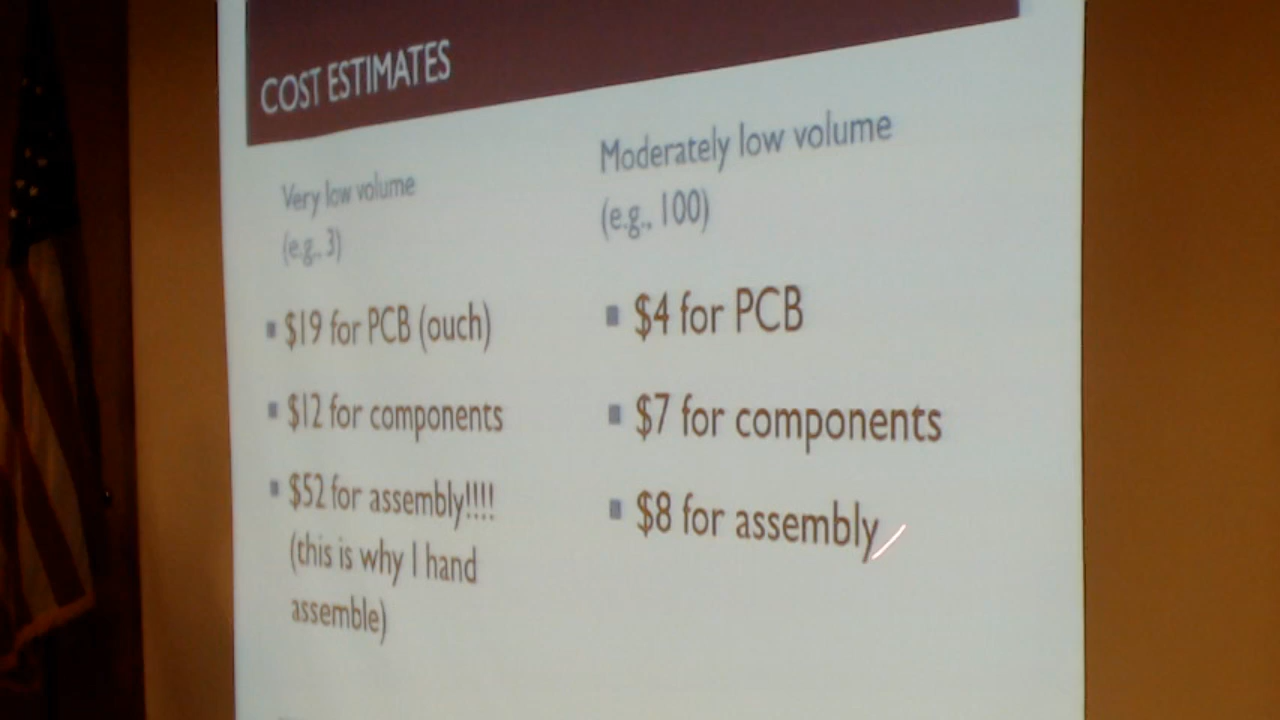 COST ESTIMATES
Very low volume
(e.g., 3)
$19 for PCB (ouch)
$12 for components
$52 for assembly!!!!
(this is why I hand
assemble)
Moderately low volume
(e.g., 100)
$4 for PCB
$7 for components
$8 for assembly